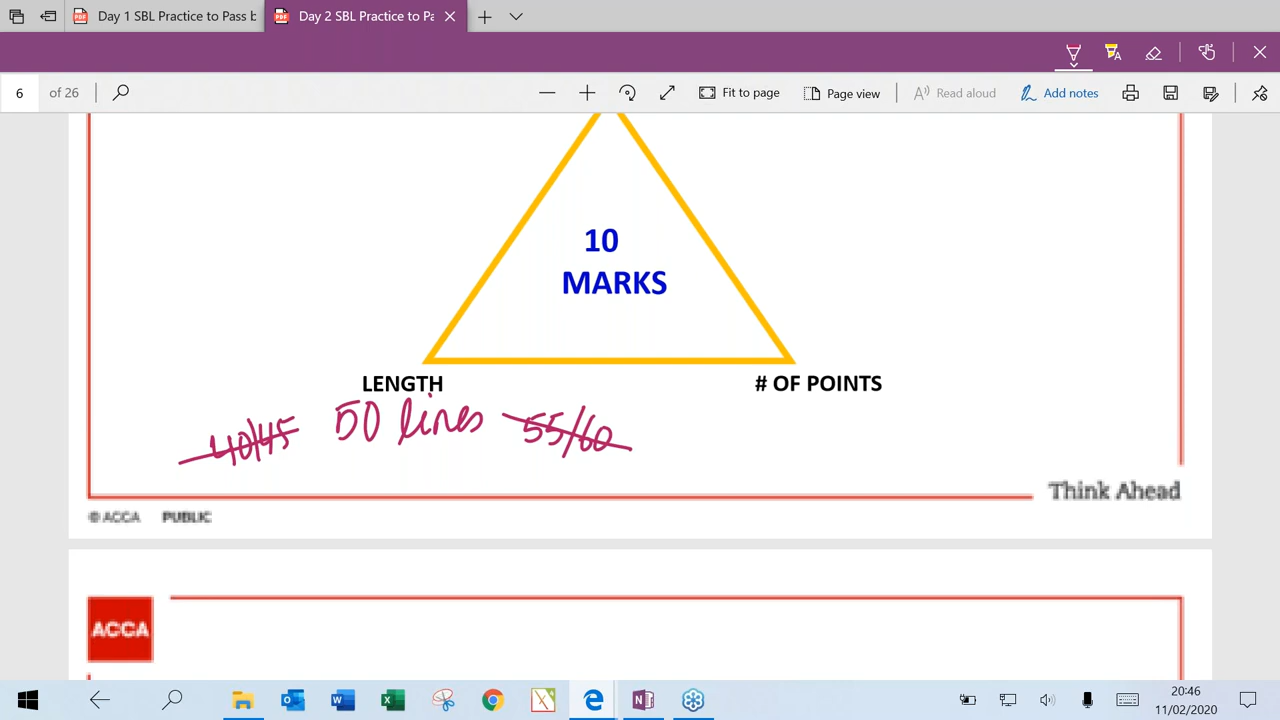 Day 1 SBL Practice to Pass b
Day 2 SBL Practice to Pa
6 of 26
Fit to page
Page view
Read aloud
Add notes
10
MARKS
LENGTH
# OF POINTS
40/45 50 lines 55/60
Think Ahead
© ACCA PUBLIC
ACCA
20:46
11/02/2020